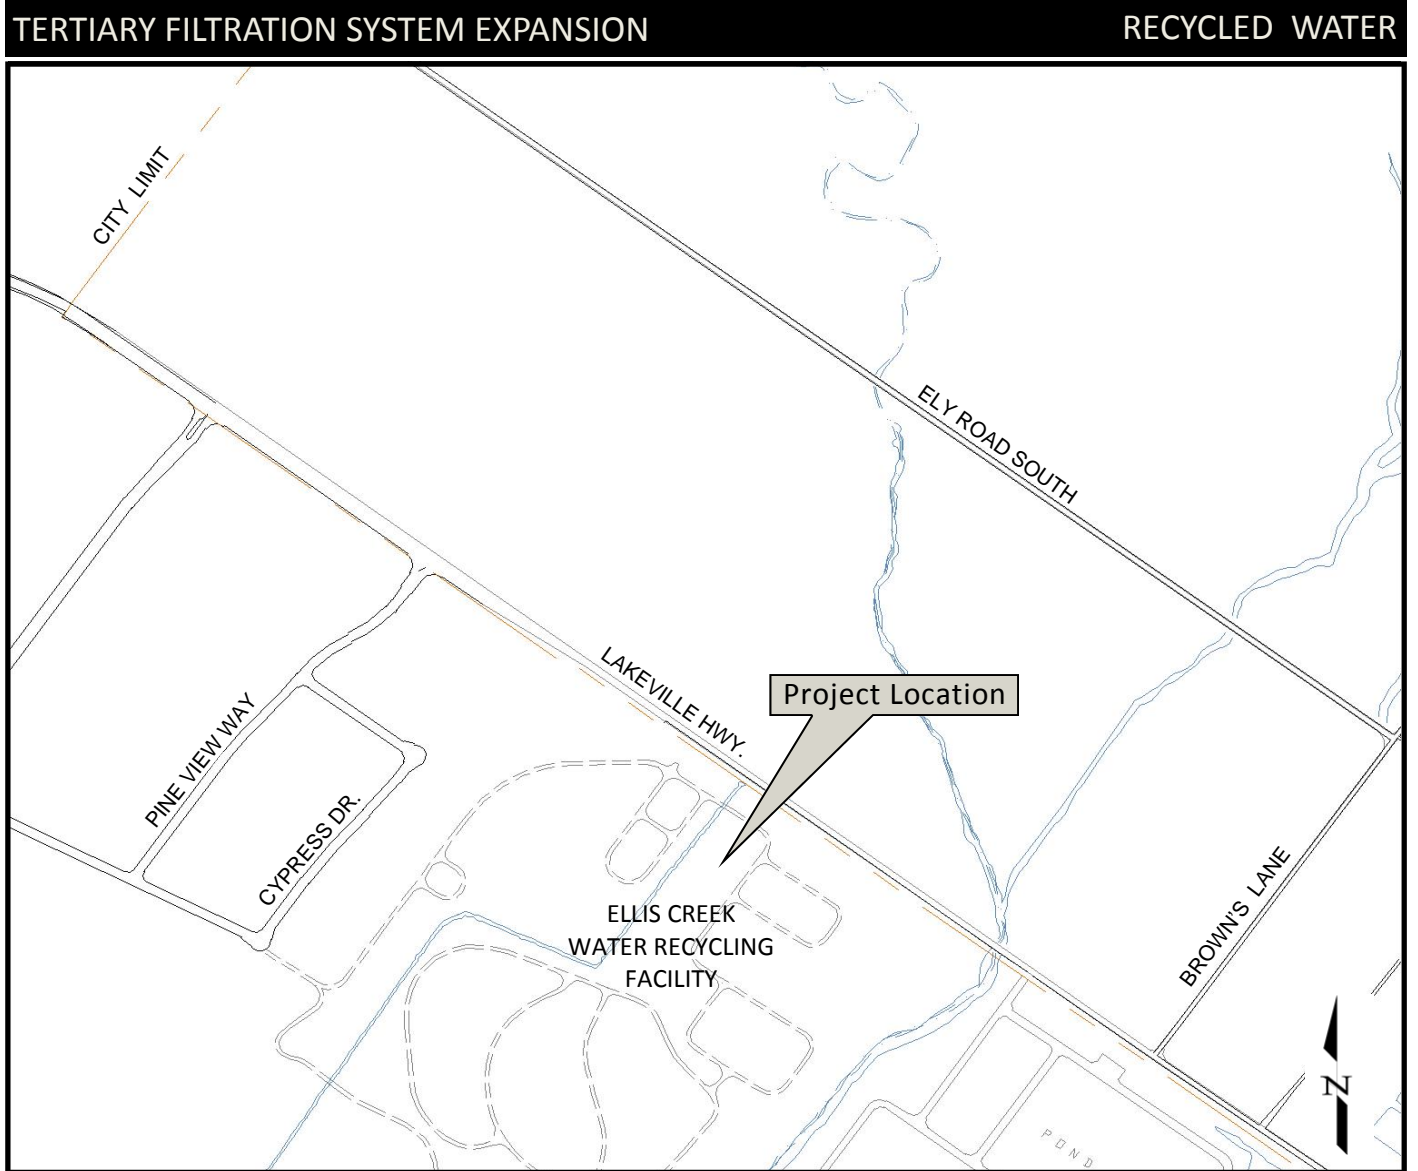 TERTIARY FILTRATION SYSTEM EXPANSION
RECYCLED WATER
CITY LIMIT
ELY ROAD SOUTH
LAKEVILLE HWY.
Project Location
PINE VIEW WAY
CYPRESS DR.
BROWN'S LANE
ELLIS CREEK
WATER RECYCLING
FACILITY
N
POND